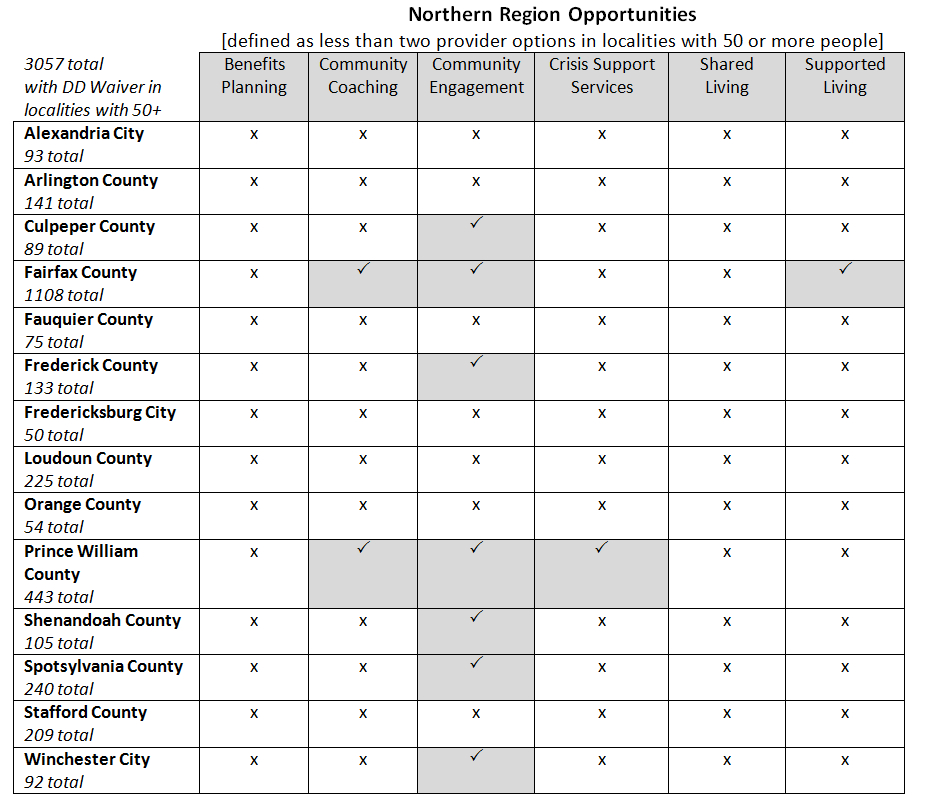 Northern Region Opportunities
[defined as less than two provider options in localities with 50 or more people]
3057 total
with DD Waiver in
localities with 50+
Benefits
Planning
Community
Coaching
Community
Engagement
Crisis Support
Services
Shared
Living
Supported
Living
Alexandria City
93 total
x x x x x x
Arlington County
141 total
x x x x x x
Culpeper County
89 total
x x ✓ x x x
Fairfax County
1108 total
x ✓ ✓ x x ✓
Fauquier County
75 total
x x x x x x
Frederick County
133 total
x x ✓ x x x
Fredericksburg City
50 total
x x x x x x
Loudoun County
225 total
x x x x x x
Orange County
54 total
x x x x x x
Prince William
County
443 total
x ✓ ✓ ✓ x x
Shenandoah County
105 total
x x ✓ x x x
Spotsylvania County
240 total
x x ✓ x x x
Stafford County
209 total
x x x x x x
Winchester City
92 total
x x ✓ x x x